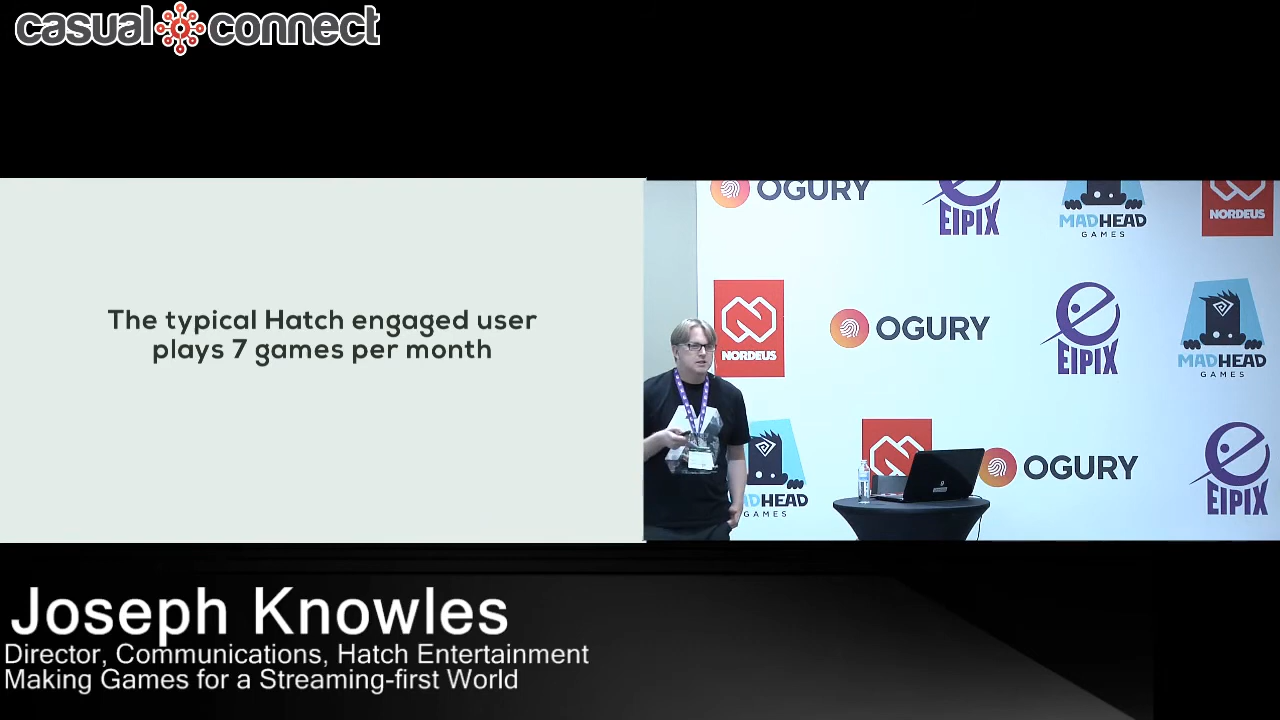 casual connect
The typical Hatch engaged user
plays 7 games per month
OGURY
EIPIX
MADHEAD
GAMES
NORDEUS
NORDEUS
OGURY
EIPIX
MADHEAD
GAMES
HEAD
GAMES
OGURY
EIPIX
Joseph Knowles
Director, Communications, Hatch Entertainment
Making Games for a Streaming-first World